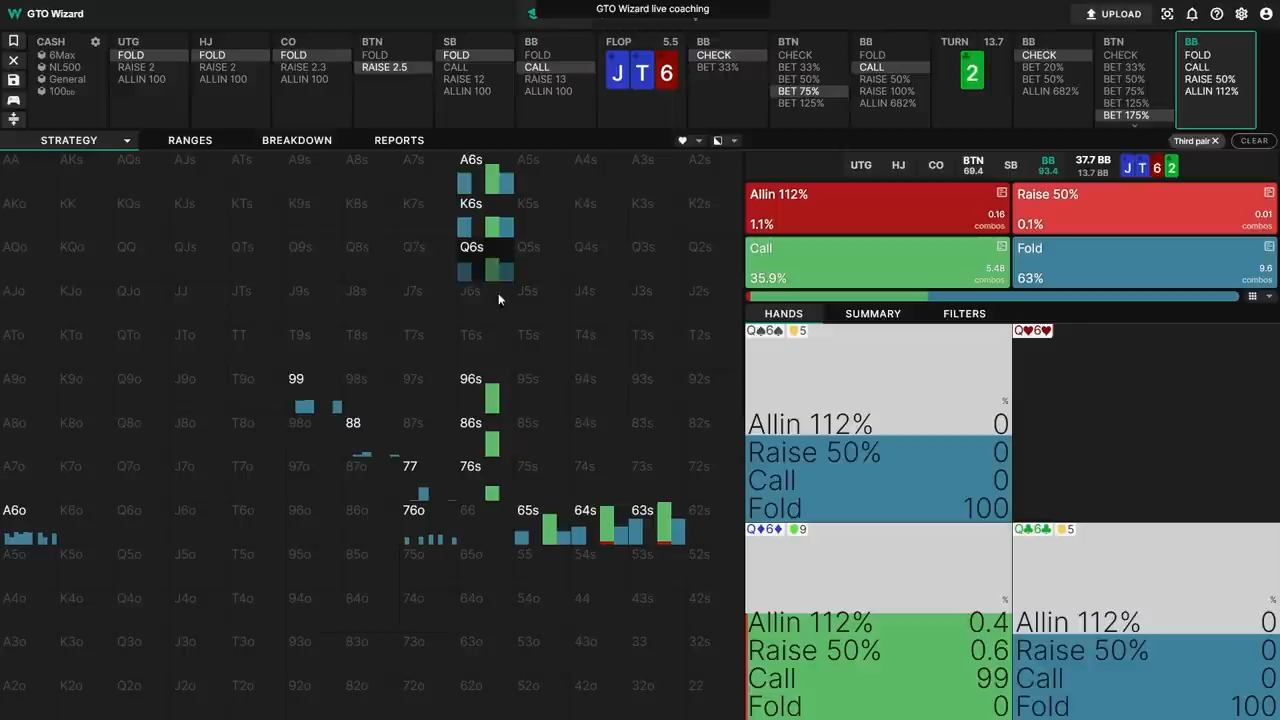 GTO Wizard live coaching
GTO Wizard
UPLOAD
CASH
6Max
NL500
General
100BB
UTG
FOLD
RAISE 2
ALLIN 100
HJ
FOLD
RAISE 2
ALLIN 100
CO
FOLD
RAISE 2.3
ALLIN 100
BTN
FOLD
RAISE 2.5
SB
FOLD
CALL
RAISE 12
ALLIN 100
BB
FOLD
CALL
RAISE 13
ALLIN 100
FLOP 5.5
J T 6
BB
CHECK
BET 33%
BTN
CHECK
BET 33%
BET 50%
BET 75%
BET 125%
BB
FOLD
CALL
RAISE 50%
RAISE 100%
ALLIN 682%
TURN 13.7
2
BB
CHECK
BET 20%
BET 50%
ALLIN 682%
BTN
CHECK
BET 33%
BET 50%
BET 75%
BET 125%
BET 175%
BB
FOLD
CALL
RAISE 50%
ALLIN 112%
STRATEGY RANGES BREAKDOWN REPORTS
Third pair CLEAR
AA AKs AQs AJs ATs A9s A8s A7s A6s A5s A4s A3s A2s
AKo KK KQs KJs KTs K9s K8s K7s K6s K5s K4s K3s K2s
AQo KQo QQ QJs QTs Q9s Q8s Q7s Q6s Q5s Q4s Q3s Q2s
AJo KJo QJo JJ JTs J9s J8s J7s J6s J5s J4s J3s J2s
ATo KTo QTo JTo TT T9s T8s T7s T6s T5s T4s T3s T2s
A9o K9o Q9o J9o T9o 99 98s 97s 96s 95s 94s 93s 92s
A8o K8o Q8o J8o T8o 98o 88 87s 86s 85s 84s 83s 82s
A7o K7o Q7o J7o T7o 97o 87o 77 76s 75s 74s 73s 72s
A6o K6o Q6o J6o T6o 96o 86o 76o 66 65s 64s 63s 62s
A5o K5o Q5o J5o T5o 95o 85o 75o 65o 55 54s 53s 52s
A4o K4o Q4o J4o T4o 94o 84o 74o 64o 54o 44 43s 42s
A3o K3o Q3o J3o T3o 93o 83o 73o 63o 53o 43o 33 32s
A2o K2o Q2o J2o T2o 92o 82o 72o 62o 52o 42o 32o 22
UTG HJ CO BTN 69.4 SB BB 93.4 37.7 BB 13.7 BB J T 6 2
Allin 112%
1.1%
0.16
combos
Raise 50%
0.1%
0.01
combos
Call
35.9%
5.48
combos
Fold
63%
9.6
combos
HANDS SUMMARY FILTERS
Q♠6♠ 5
%
Allin 112% 0
Raise 50% 0
Call 0
Fold 100
Q♥6♥
Q♦6♦ 9
%
Allin 112% 0.4
Raise 50% 0.6
Call 99
Fold 0
Q♣6♣ 5
%
Allin 112% 0
Raise 50% 0
Call 0
Fold 100